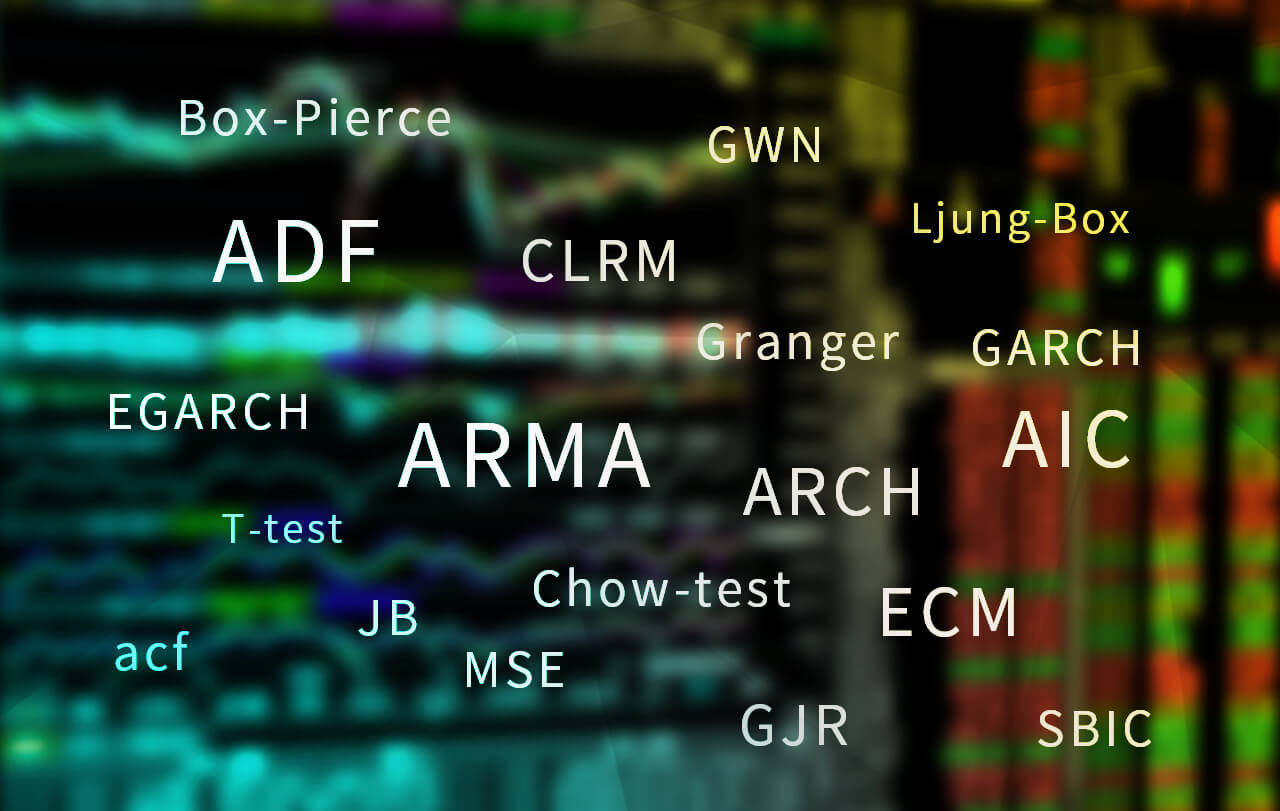 Box-Pierce
GWN
Ljung-Box
ADF
CLRM
Granger
GARCH
EGARCH
ARMA
AIC
ARCH
T-test
Chow-test
JB
ECM
acf
MSE
GJR
SBIC